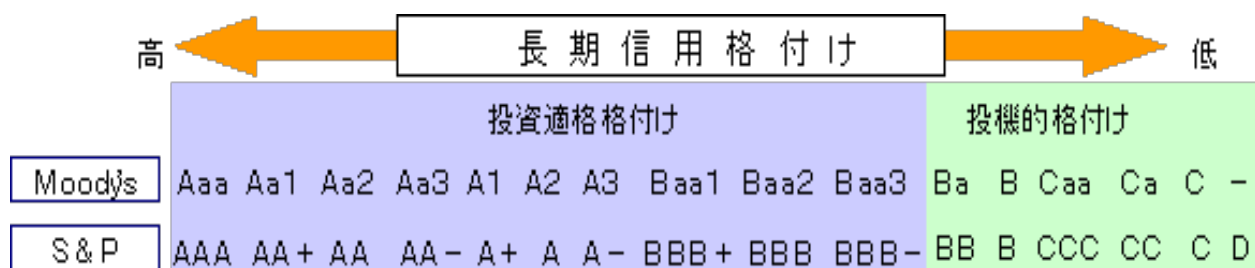 高 長期信用格付け 低
投資適格格付け 投機的格付け
Moody's Aaa Aa1 Aa2 Aa3 A1 A2 A3 Baa1 Baa2 Baa3 Ba B Caa Ca C -
S&P AAA AA+ AA AA- A+ A A- BBB+ BBB BBB- BB B CCC CC C D